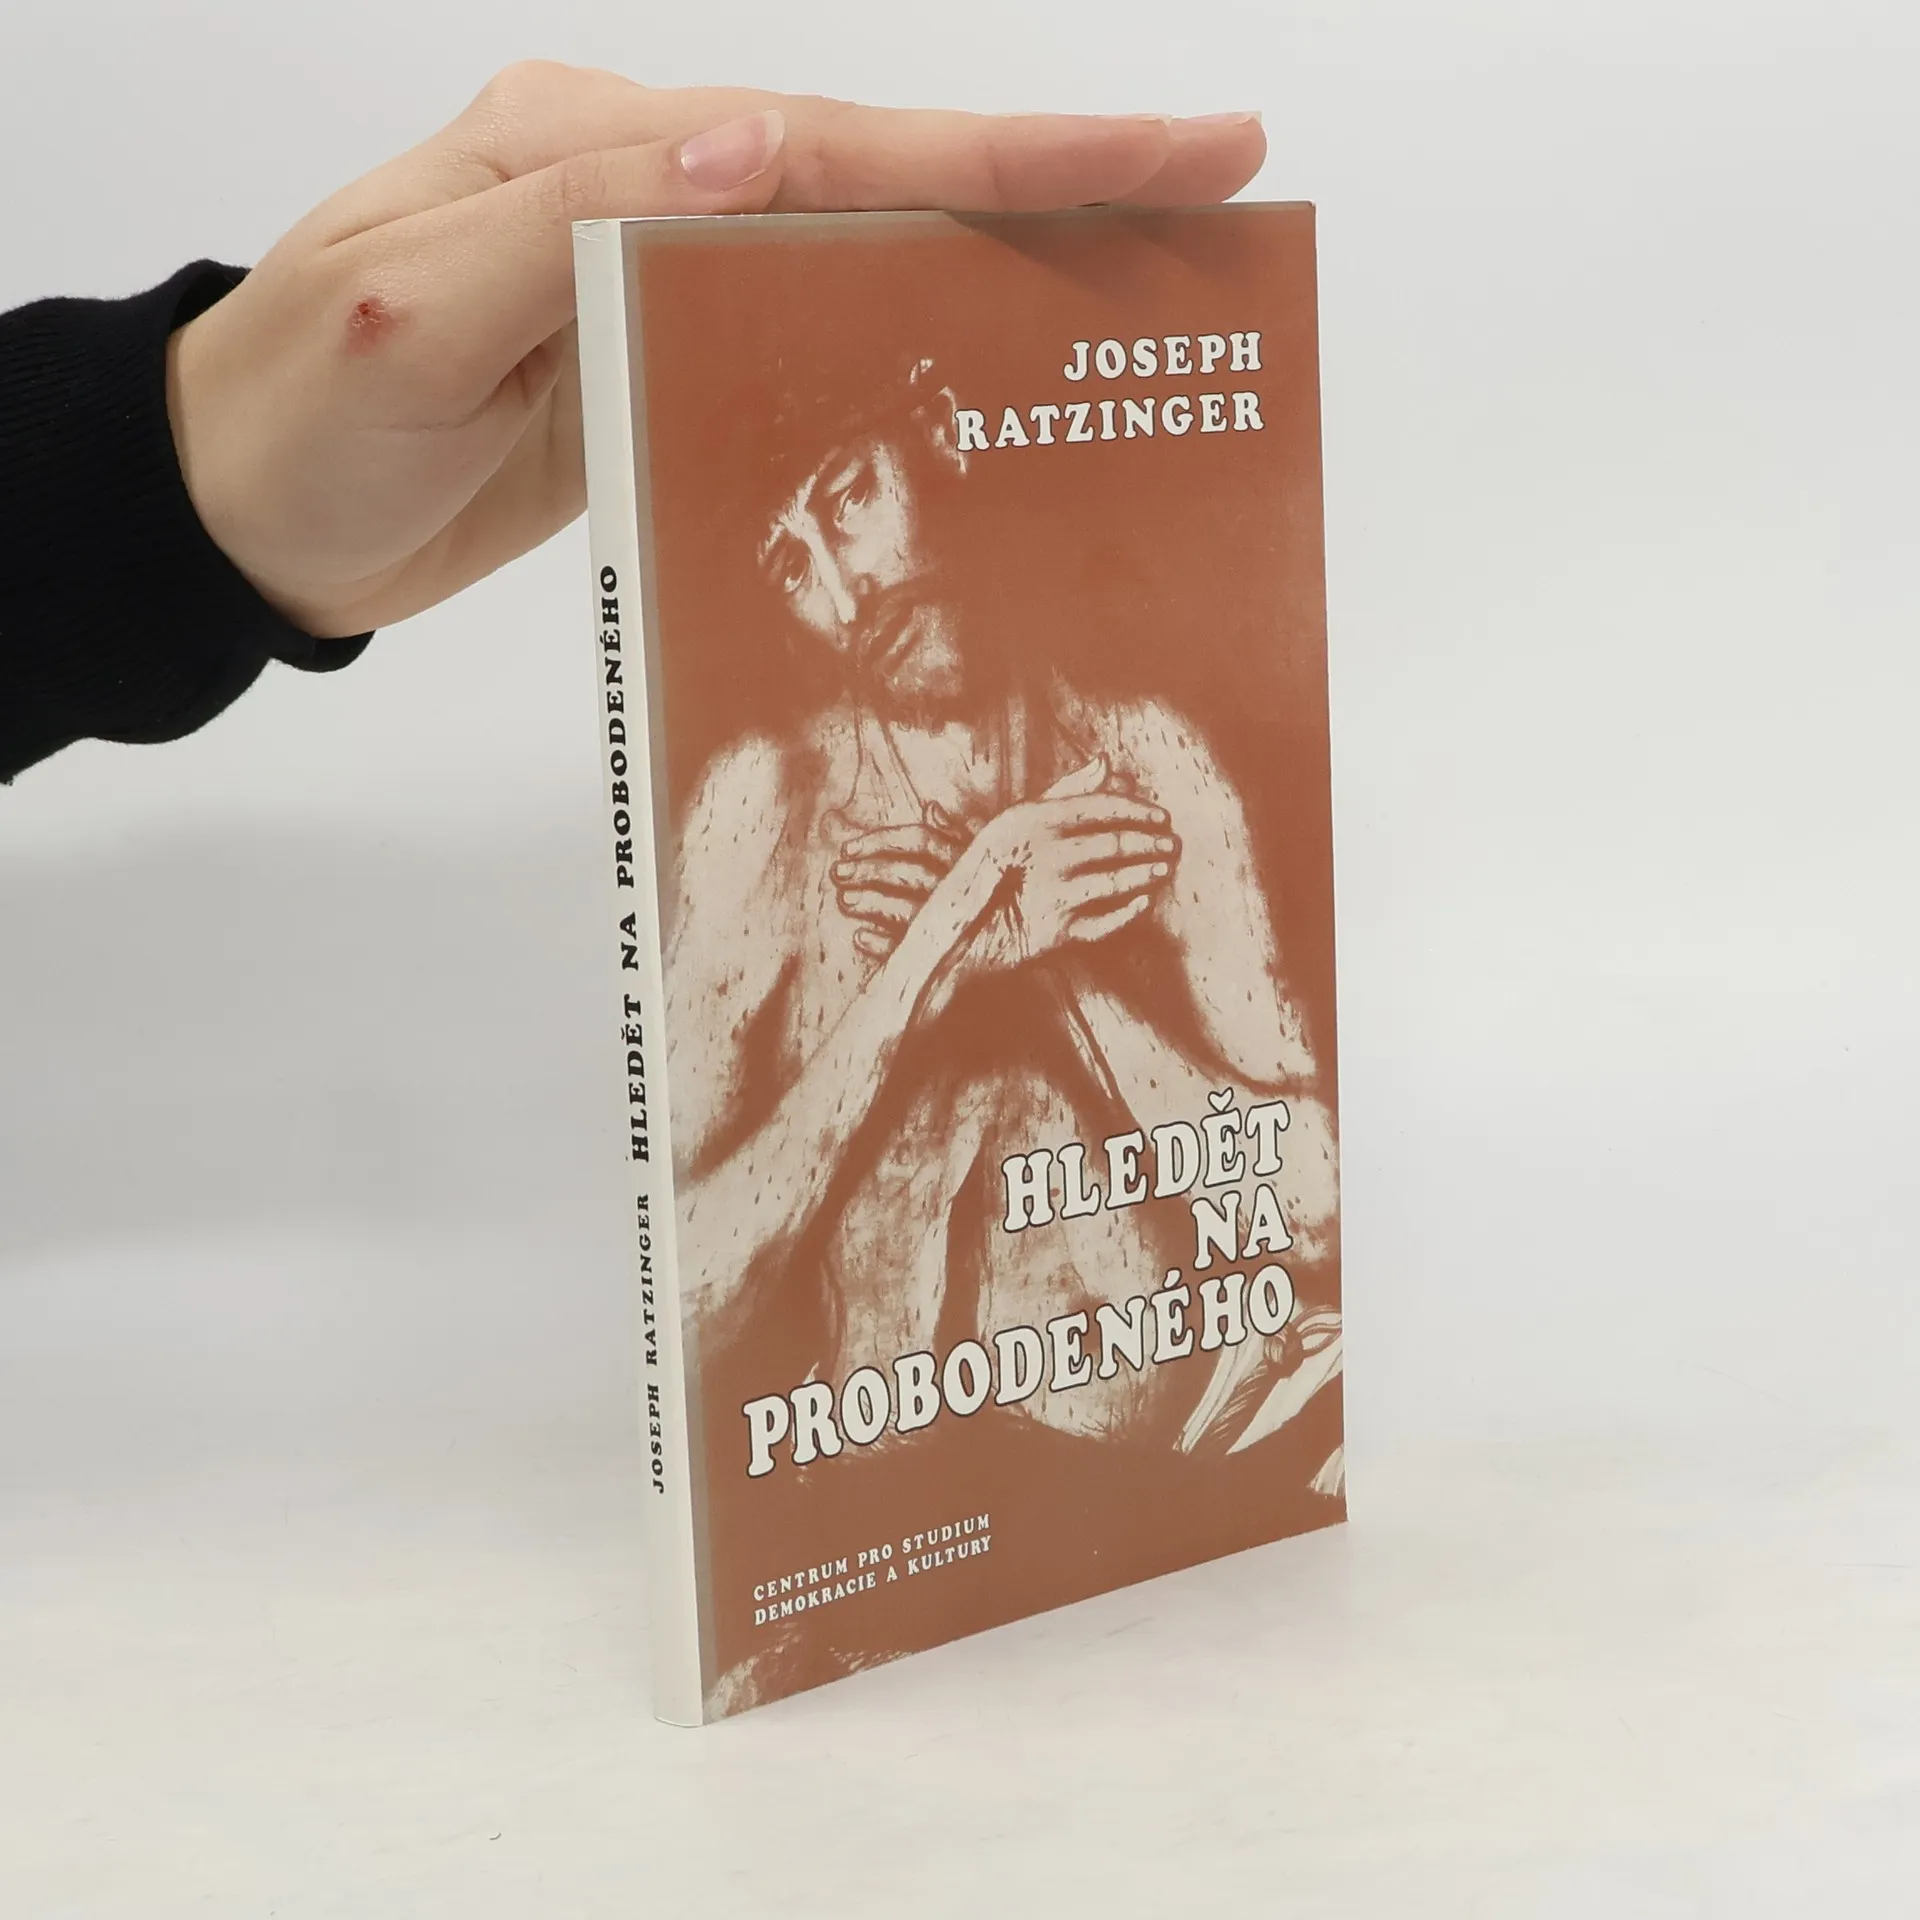 JOSEPH
RATZINGER
HLEDĚT
NA
PROBODENÉHO
CENTRUM PRO STUDIUM
DEMOKRACIE A KULTURY
JOSEPH RATZINGER HLEDĚT NA PROBODENÉHO